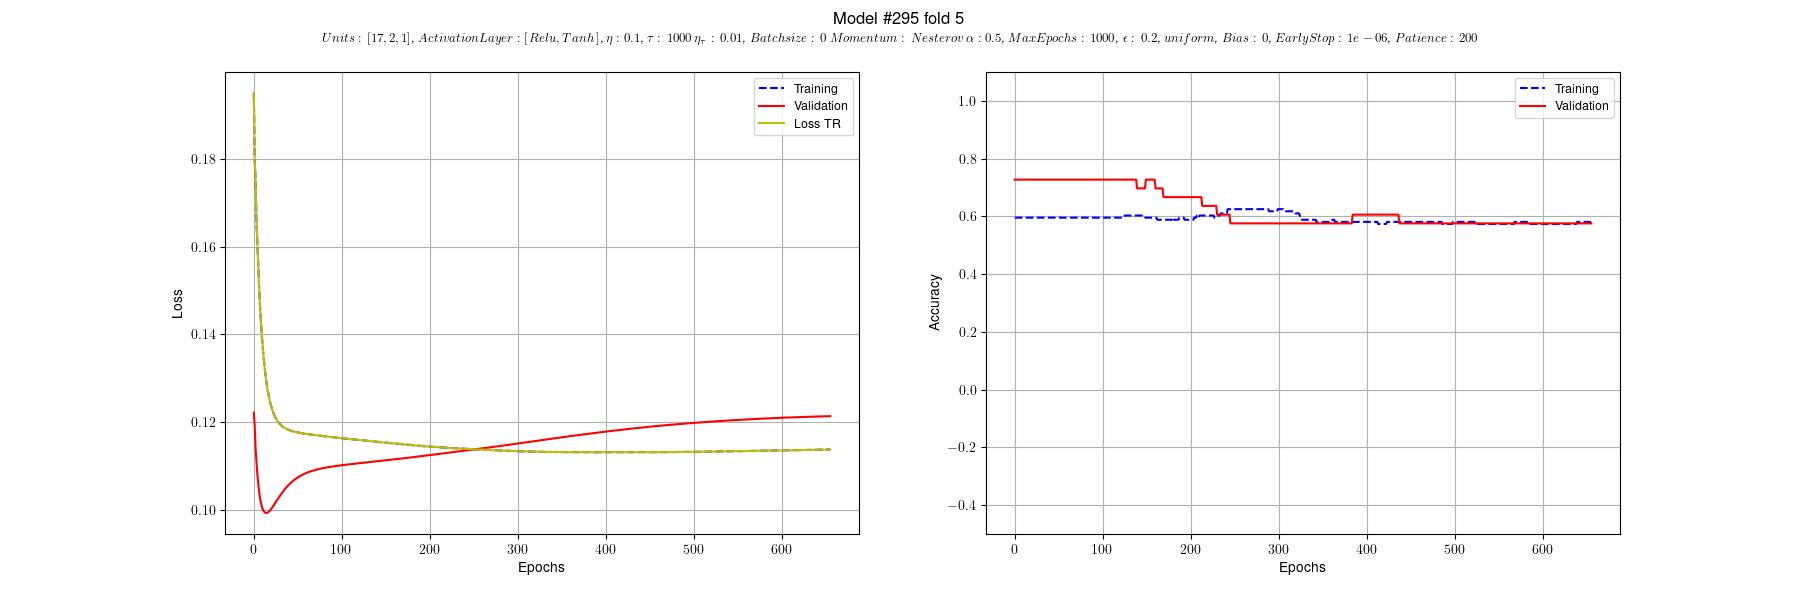 Model #295 fold 5
Units : [17, 2, 1], ActivationLayer : [Relu, Tanh], η : 0.1, τ : 1000 ητ : 0.01, Batchsize : 0 Momentum : Nesterov α : 0.5, MaxEpochs : 1000, ϵ : 0.2, uniform, Bias : 0, EarlyStop : 1e − 06, Patience : 200
Training
Validation
Loss TR
0.18
0.16
0.14
0.12
0.10
Loss
0 100 200 300 400 500 600
Epochs
Training
Validation
1.0
0.8
0.6
0.4
0.2
0.0
−0.2
−0.4
Accuracy
0 100 200 300 400 500 600
Epochs